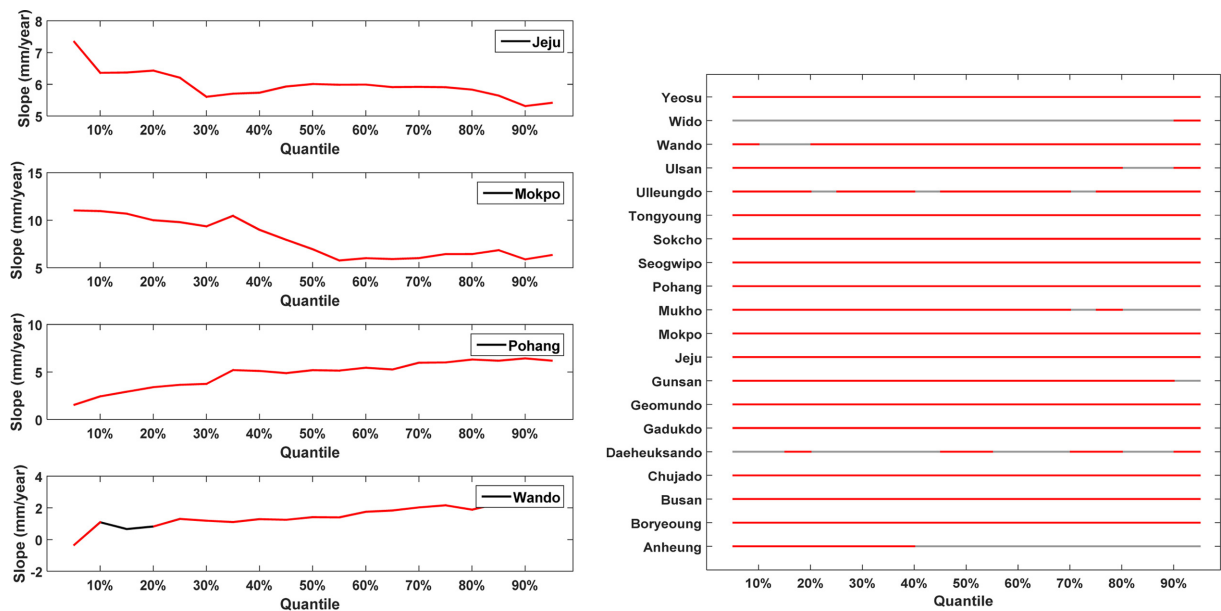 8
7
6
5
Slope (mm/year)
Jeju
10% 20% 30% 40% 50% 60% 70% 80% 90%
Quantile
15
10
5
Slope (mm/year)
Mokpo
10% 20% 30% 40% 50% 60% 70% 80% 90%
Quantile
10
5
0
Slope (mm/year)
Pohang
10% 20% 30% 40% 50% 60% 70% 80% 90%
Quantile
4
2
0
-2
Slope (mm/year)
Wando
10% 20% 30% 40% 50% 60% 70% 80% 90%
Quantile
Yeosu
Wido
Wando
Ulsan
Ulleungdo
Tongyoung
Sokcho
Seogwipo
Pohang
Mukho
Mokpo
Jeju
Gunsan
Geomundo
Gadukdo
Daeheuksando
Chujado
Busan
Boryeoung
Anheung
10% 20% 30% 40% 50% 60% 70% 80% 90%
Quantile